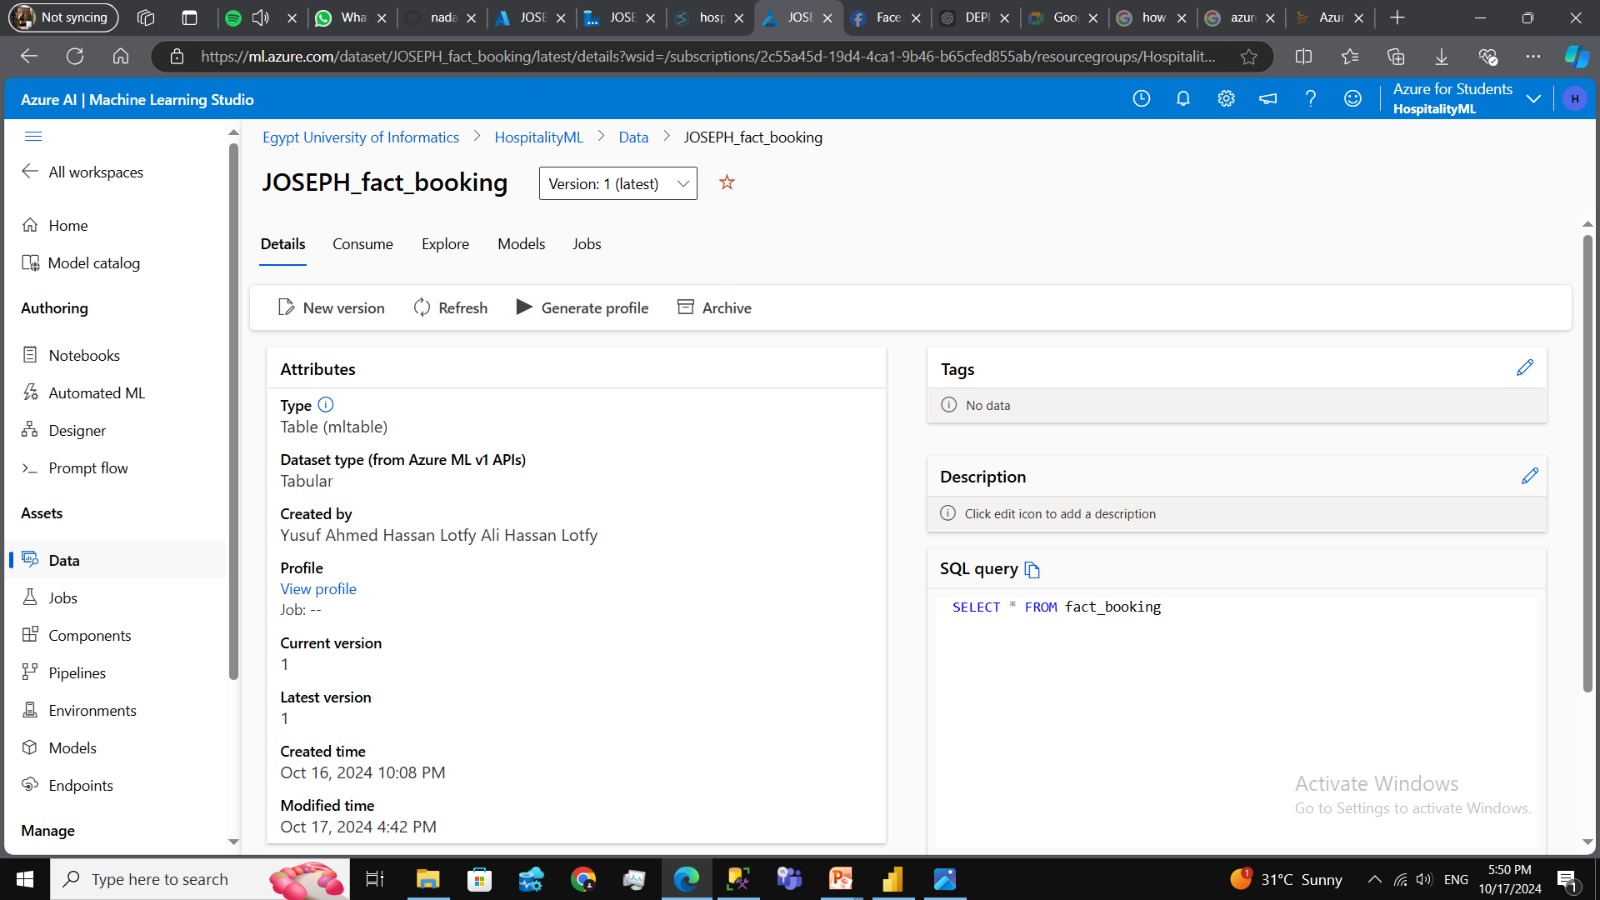 Not syncing
Wha
nada
JOSE
JOSE
hosp
JOSE
Face
DEPI
Goo
how
azur
Azur
https://ml.azure.com/dataset/JOSEPH_fact_booking/latest/details?wsid=/subscriptions/2c55a45d-19d4-4ca1-9b46-b65cfed855ab/resourcegroups/Hospitalit...
Azure AI | Machine Learning Studio
Azure for Students
HospitalityML
H
All workspaces
Home
Model catalog
Authoring
Notebooks
Automated ML
Designer
Prompt flow
Assets
Data
Jobs
Components
Pipelines
Environments
Models
Endpoints
Manage
Egypt University of Informatics > HospitalityML > Data > JOSEPH_fact_booking
JOSEPH_fact_booking
Version: 1 (latest)
Details
Consume
Explore
Models
Jobs
New version
Refresh
Generate profile
Archive
Attributes
Type
Table (mltable)
Dataset type (from Azure ML v1 APIs)
Tabular
Created by
Yusuf Ahmed Hassan Lotfy Ali Hassan Lotfy
Profile
View profile
Job: --
Current version
1
Latest version
1
Created time
Oct 16, 2024 10:08 PM
Modified time
Oct 17, 2024 4:42 PM
Tags
No data
Description
Click edit icon to add a description
SQL query
SELECT * FROM fact_booking
Activate Windows
Go to Settings to activate Windows.
Type here to search
31°C Sunny
ENG
5:50 PM
10/17/2024
1